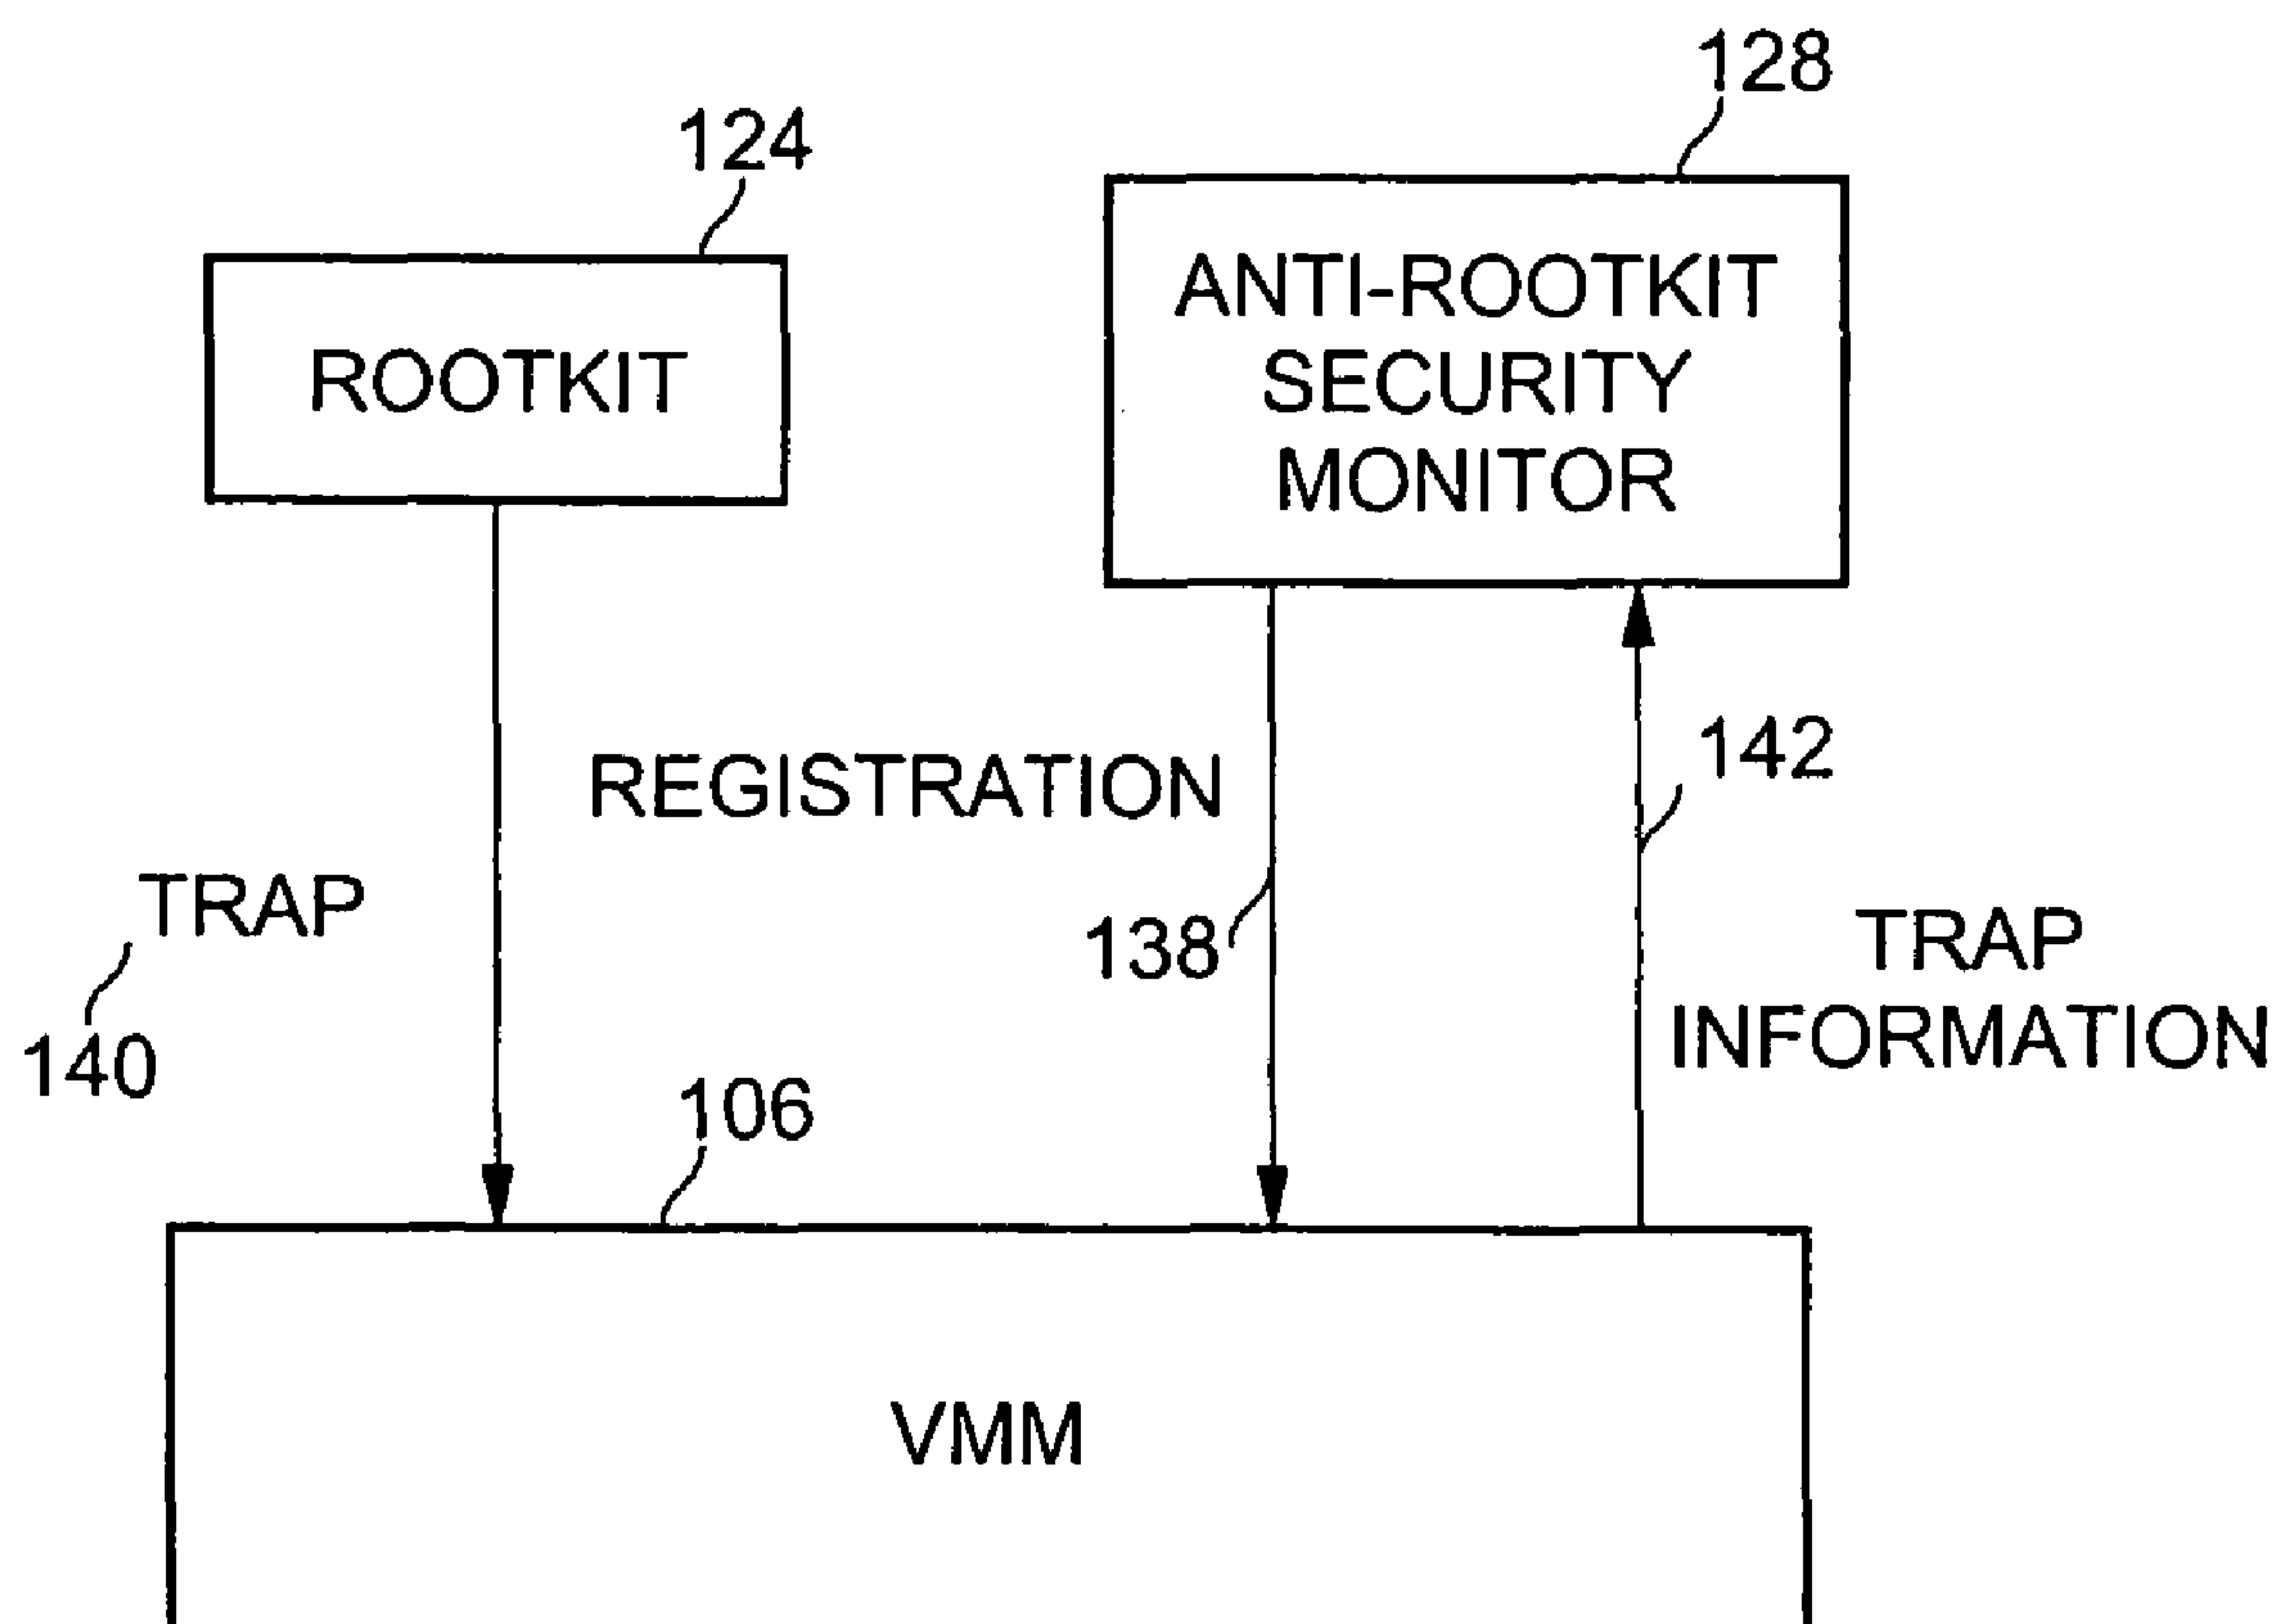 128
124
ANTI-ROOTKIT
SECURITY
MONITOR
ROOTKIT
142
REGISTRATION
TRAP
138
TRAP
INFORMATION
140
106
VMM